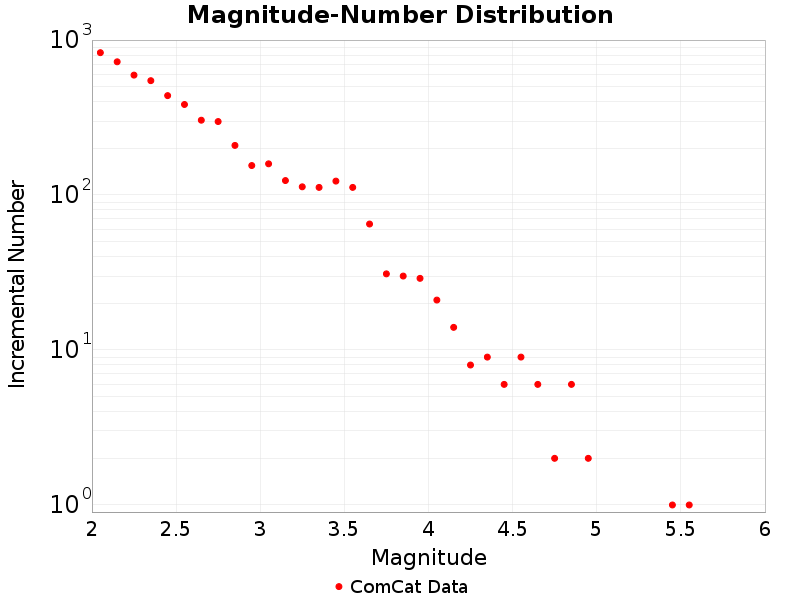 Magnitude-Number Distribution
10³
10²
10¹
10⁰
Incremental Number
2 2.5 3 3.5 4 4.5 5 5.5 6
Magnitude
ComCat Data